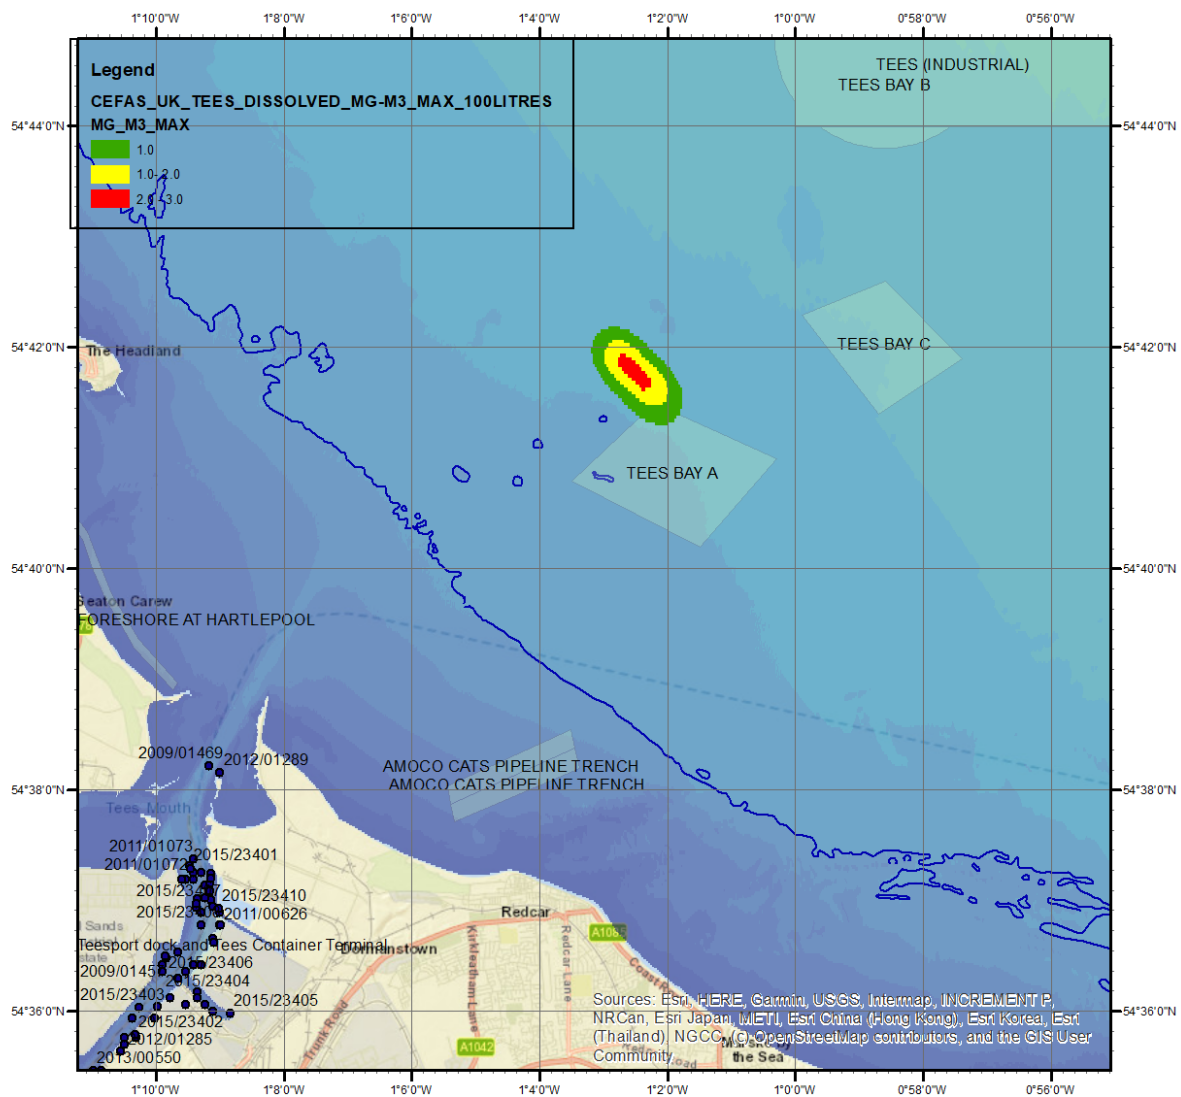 1°10'0"W 1°8'0"W 1°6'0"W 1°4'0"W 1°2'0"W 1°0'0"W 0°58'0"W 0°56'0"W
Legend
CEFAS_UK_TEES_DISSOLVED_MG-M3_MAX_100LITRES
MG_M3_MAX
1.0
1.0- 2.0
3.0
TEES (INDUSTRIAL)
TEES BAY B
54°44'0"N 54°44'0"N
54°42'0"N 54°42'0"N
The Headland
TEES BAY C
TEES BAY A
54°40'0"N 54°40'0"N
Seaton Carew
FORESHORE AT HARTLEPOOL
2009/01469
2012/01289
AMOCO CATS PIPELINE TRENCH
AMOCO CATS PIPELINE TRENCH
54°38'0"N 54°38'0"N
Tees Mouth
2011/01073
2015/23401
2015/23410
2011/00626
Redcar
A1085
Sands
Teesport dock and Tees Container Terminal
Dormanstown
2015/23406
2015/23404
2015/23403
2015/23405
2015/23402
2012/01285
2013/00550
Kirkleatham Lane
Redcar Lane
Trunk Road
A1042
54°36'0"N 54°36'0"N
Sources: Esri, HERE, Garmin, USGS, Intermap, INCREMENT P,
NRCan, Esri Japan, METI, Esri China (Hong Kong), Esri Korea, Esri
(Thailand), NGCC, (c) OpenStreetMap contributors, and the GIS User
Community
the Sea
1°10'0"W 1°8'0"W 1°6'0"W 1°4'0"W 1°2'0"W 1°0'0"W 0°58'0"W 0°56'0"W